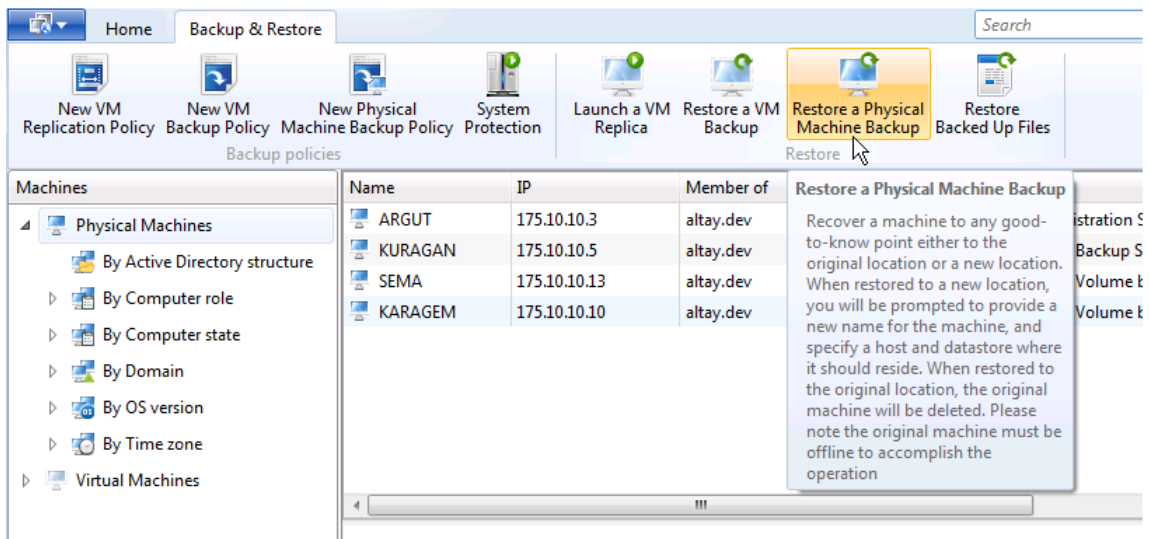 Home
Backup & Restore
Search
New VM
Replication Policy
New VM
Backup Policy
New Physical
Machine Backup Policy
System
Protection
Launch a VM
Replica
Restore a VM
Backup
Restore a Physical
Machine Backup
Restore
Backed Up Files
Backup policies
Restore
Machines
Physical Machines
By Active Directory structure
By Computer role
By Computer state
By Domain
By OS version
By Time zone
Virtual Machines
Name IP Member of
ARGUT 175.10.10.3 altay.dev istration S
KURAGAN 175.10.10.5 altay.dev Backup S
SEMA 175.10.10.13 altay.dev Volume b
KARAGEM 175.10.10.10 altay.dev Volume b
Restore a Physical Machine Backup
Recover a machine to any good-
to-know point either to the
original location or a new location.
When restored to a new location,
you will be prompted to provide a
new name for the machine, and
specify a host and datastore where
it should reside. When restored to
the original location, the original
machine will be deleted. Please
note the original machine must be
offline to accomplish the
operation